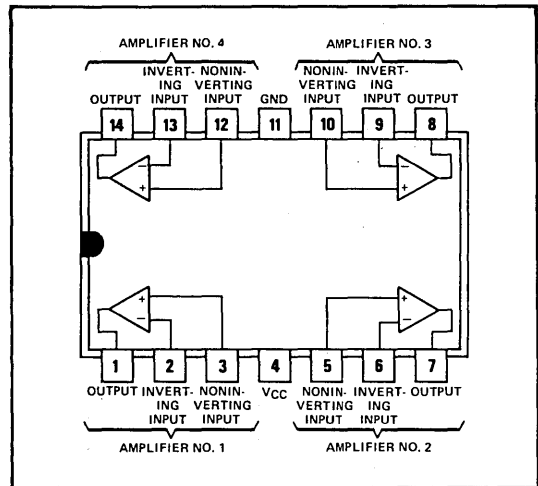 AMPLIFIER NO. 4 AMPLIFIER NO. 3
INVERT- NONIN- NONIN- INVERT-
ING VERTING VERTING ING
OUTPUT INPUT INPUT GND INPUT INPUT OUTPUT
14 13 12 11 10 9 8
− − 
+ +
+ +
− −
1 2 3 4 5 6 7
OUTPUT INVERT- NONIN- VCC NONIN- INVERT- OUTPUT
ING VERTING VERTING ING
INPUT INPUT INPUT INPUT
AMPLIFIER NO. 1 AMPLIFIER NO. 2